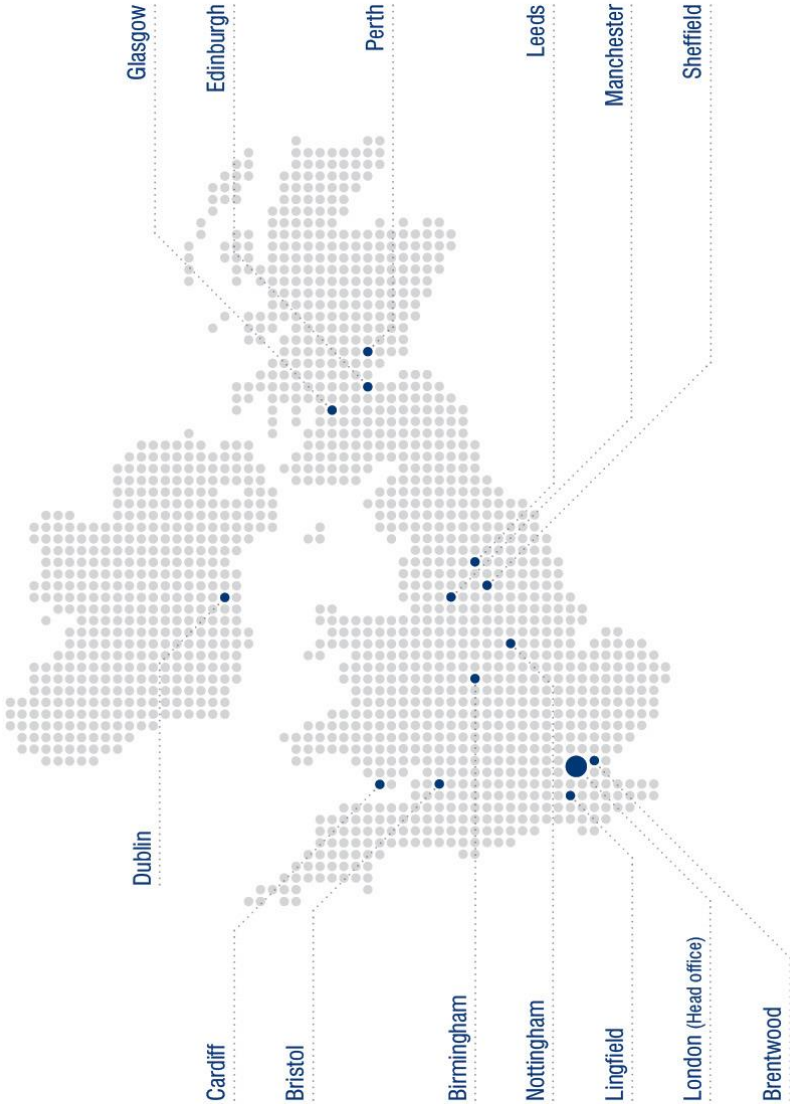 Glasgow
Edinburgh
Perth
Leeds
Manchester
Sheffield
Dublin
Cardiff
Bristol
Birmingham
Nottingham
Lingfield
London (Head office)
Brentwood